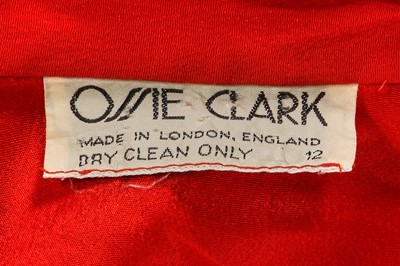 OSSIE CLARK
MADE IN LONDON, ENGLAND
DRY CLEAN ONLY 12